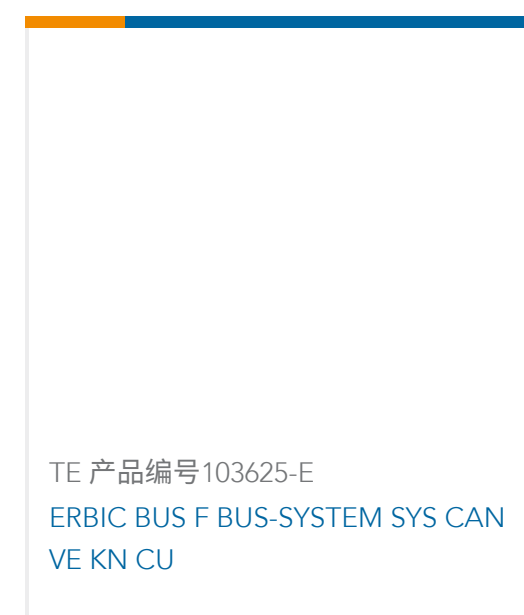 TE 产品编号103625-E
ERBIC BUS F BUS-SYSTEM SYS CAN
VE KN CU